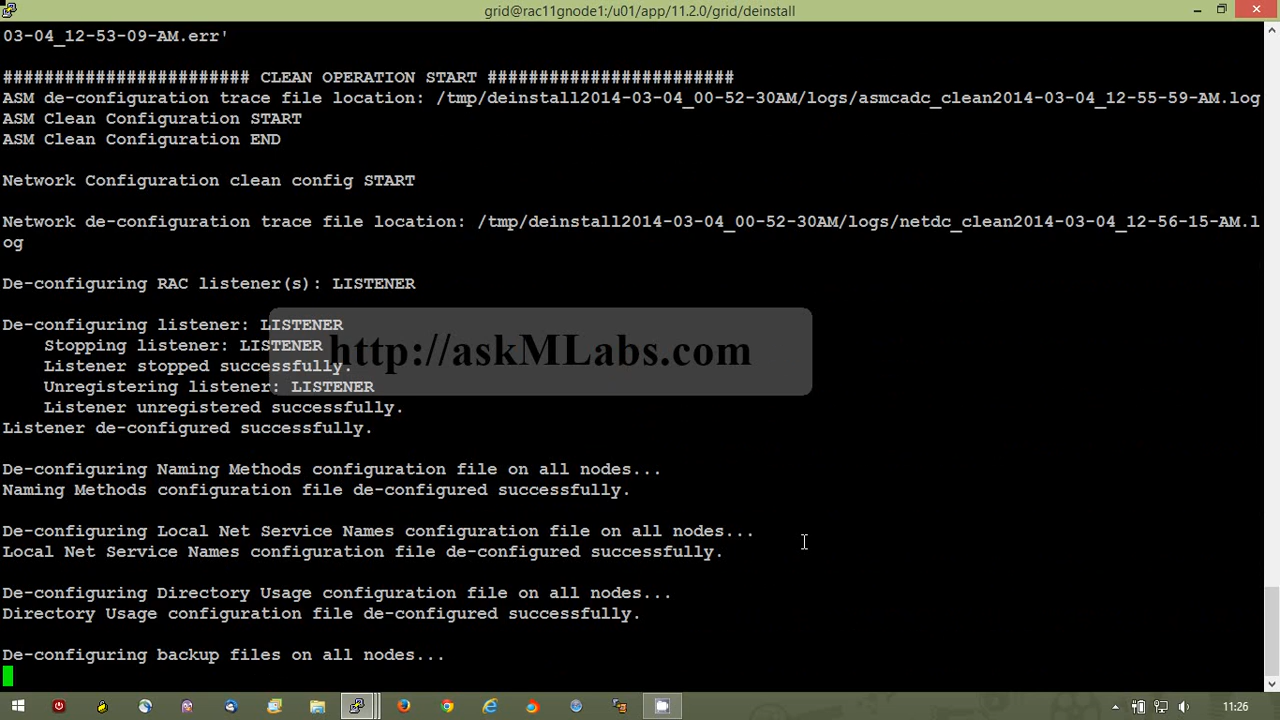 grid@rac11gnode1:/u01/app/11.2.0/grid/deinstall
03-04_12-53-09-AM.err'
####################### CLEAN OPERATION START #######################
ASM de-configuration trace file location: /tmp/deinstall2014-03-04_00-52-30AM/logs/asmcadc_clean2014-03-04_12-55-59-AM.log
ASM Clean Configuration START
ASM Clean Configuration END
Network Configuration clean config START
Network de-configuration trace file location: /tmp/deinstall2014-03-04_00-52-30AM/logs/netdc_clean2014-03-04_12-56-15-AM.l
og
De-configuring RAC listener(s): LISTENER
De-configuring listener: LISTENER
Stopping listener: LISTENER
http://askMLabs.com
Listener stopped successfully.
Unregistering listener: LISTENER
Listener unregistered successfully.
Listener de-configured successfully.
De-configuring Naming Methods configuration file on all nodes...
Naming Methods configuration file de-configured successfully.
De-configuring Local Net Service Names configuration file on all nodes...
Local Net Service Names configuration file de-configured successfully.
De-configuring Directory Usage configuration file on all nodes...
Directory Usage configuration file de-configured successfully.
De-configuring backup files on all nodes...
11:26